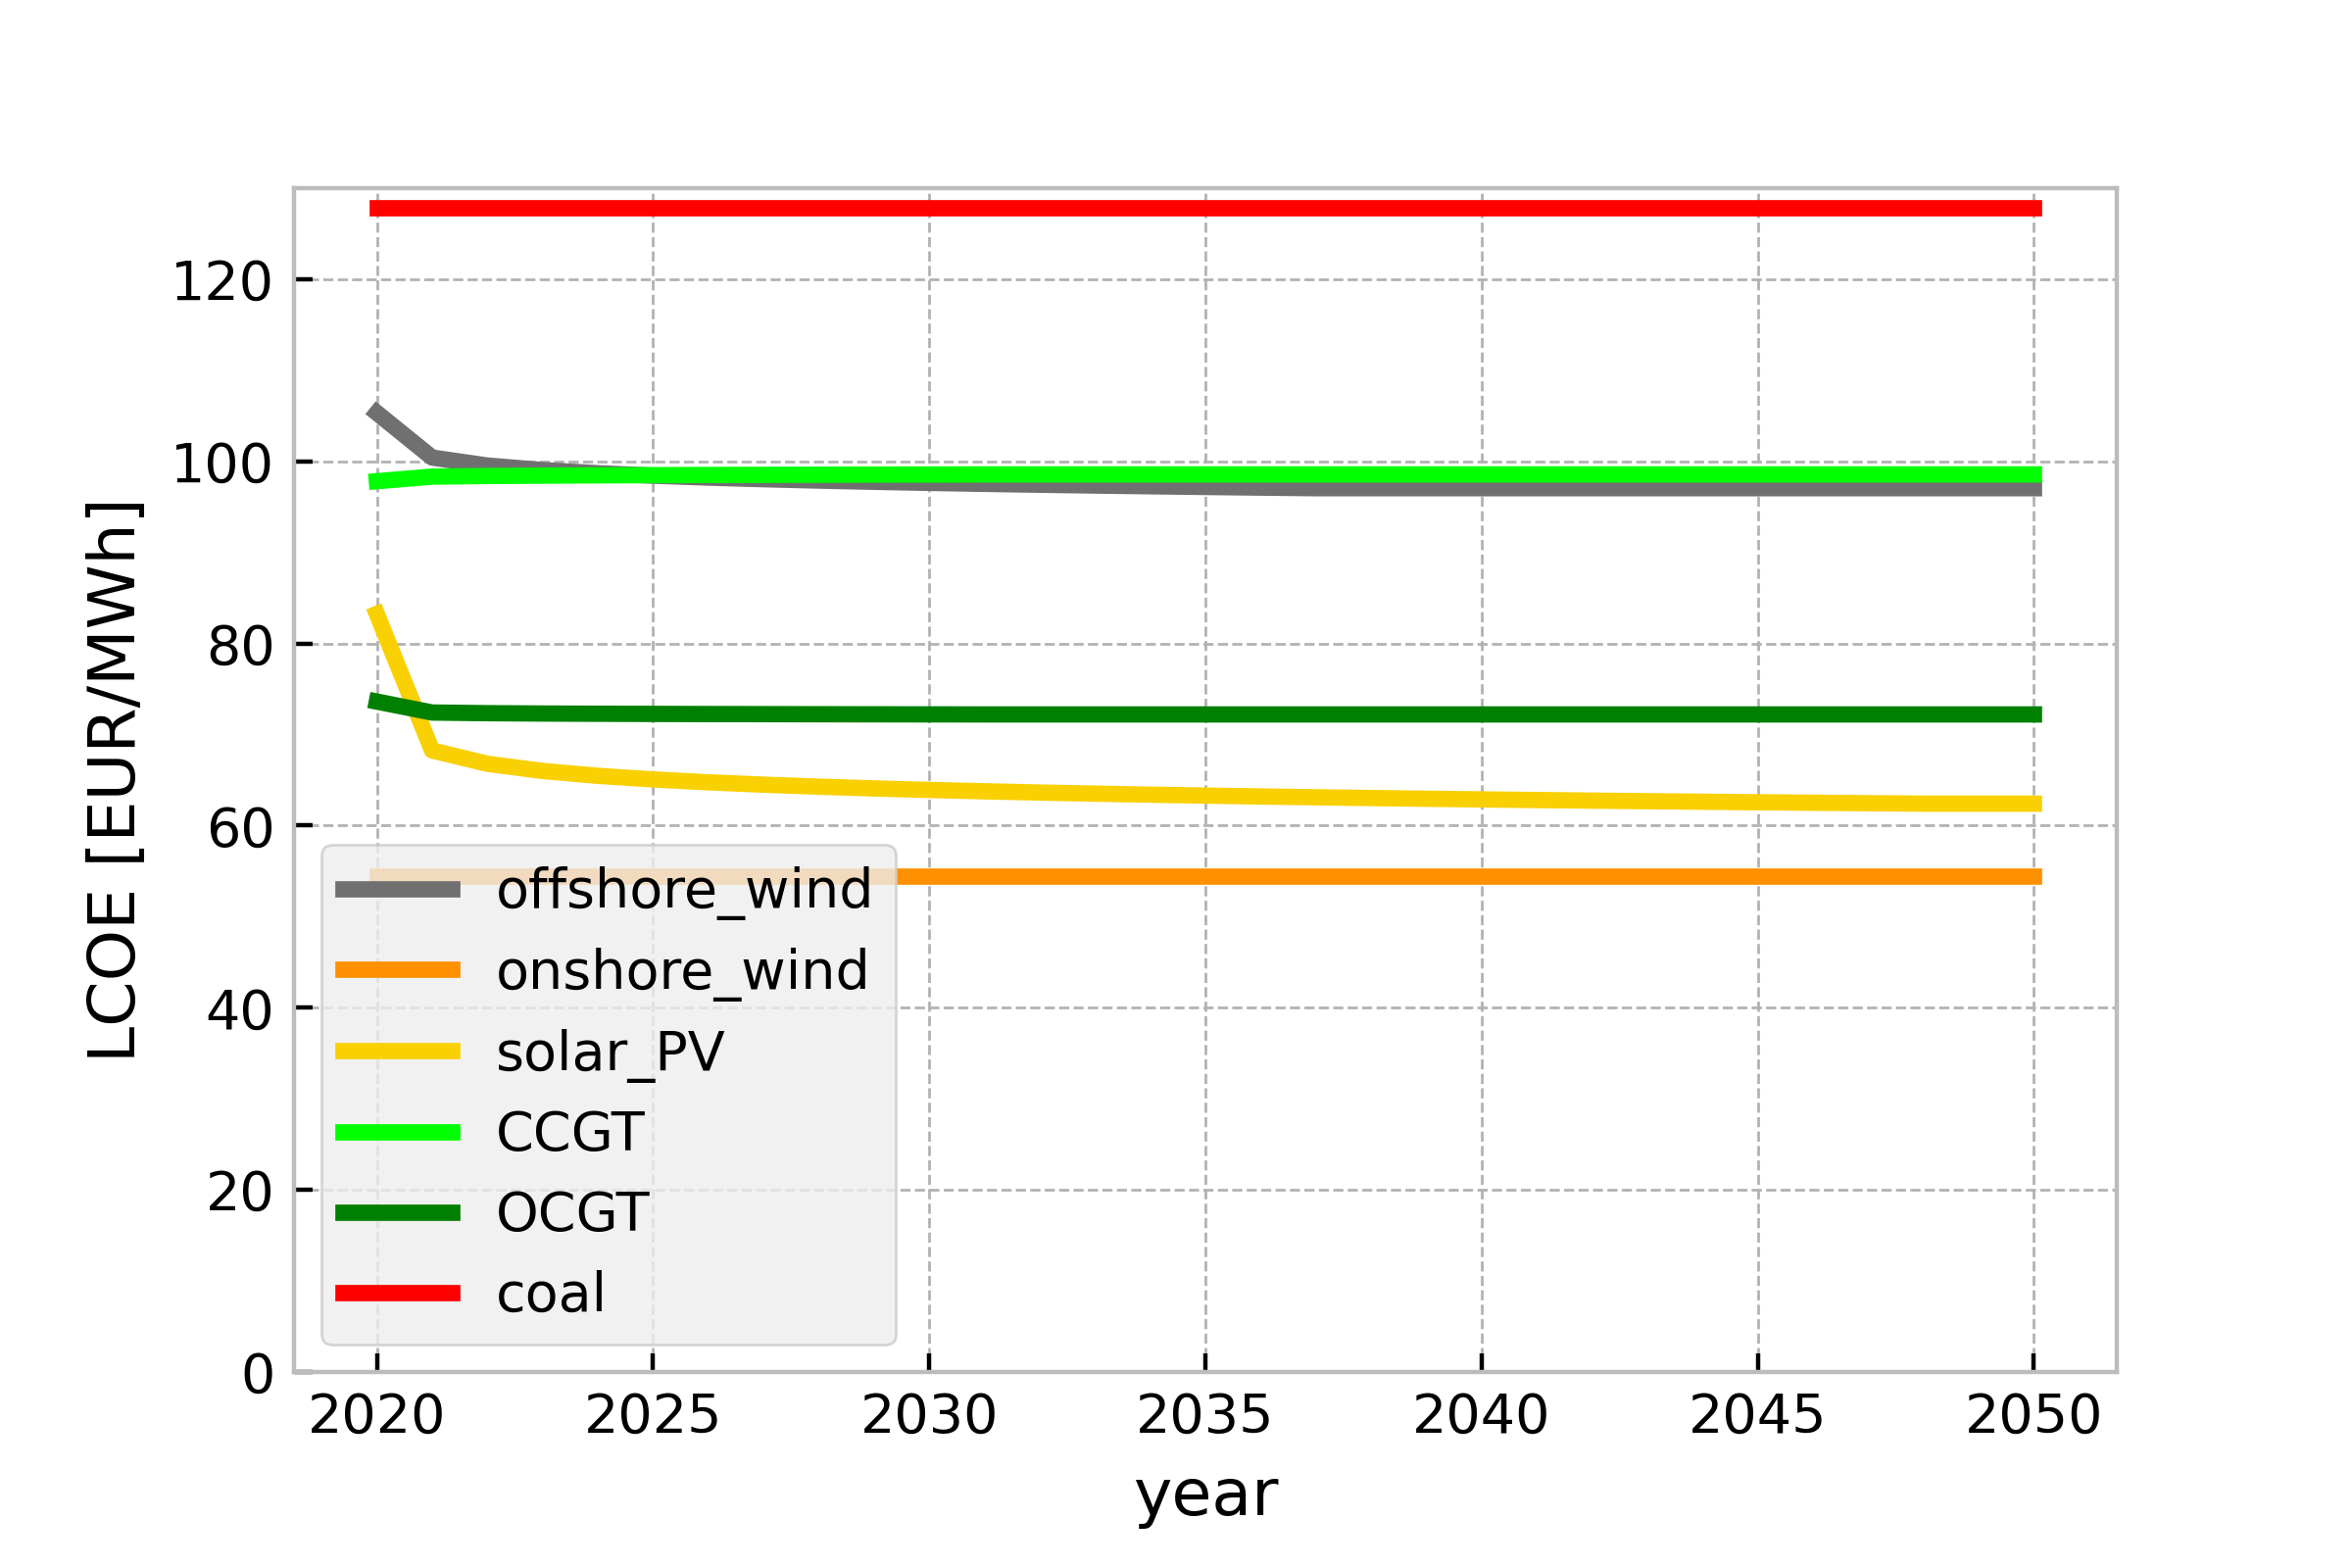 LCOE [EUR/MWh]
120
100
80
60
40
20
0
offshore_wind
onshore_wind
solar_PV
CCGT
OCGT
coal
2020 2025 2030 2035 2040 2045 2050
year